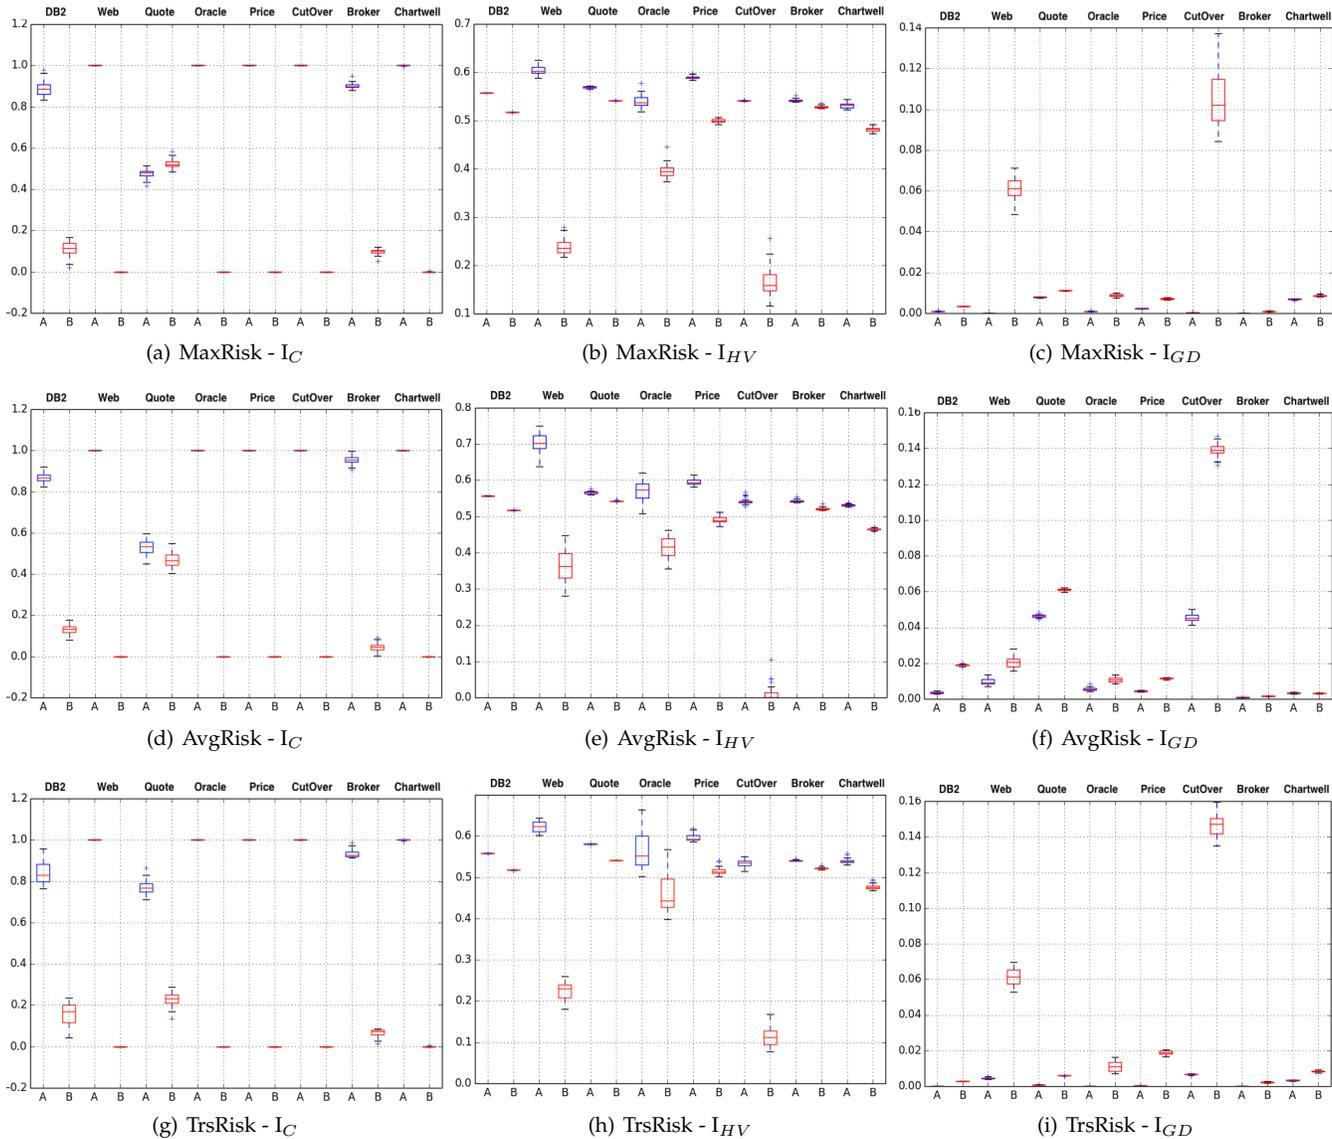 DB2 Web Quote Oracle Price CutOver Broker Chartwell
1.2
1.0
0.8
0.6
0.4
0.2
0.0
-0.2
A B A B A B A B A B A B A B A B
(a) MaxRisk - I_C
DB2 Web Quote Oracle Price CutOver Broker Chartwell
0.7
0.6
0.5
0.4
0.3
0.2
0.1
A B A B A B A B A B A B A B A B
(b) MaxRisk - I_HV
DB2 Web Quote Oracle Price CutOver Broker Chartwell
0.14
0.12
0.10
0.08
0.06
0.04
0.02
0.00
A B A B A B A B A B A B A B A B
(c) MaxRisk - I_GD
DB2 Web Quote Oracle Price CutOver Broker Chartwell
1.2
1.0
0.8
0.6
0.4
0.2
0.0
-0.2
A B A B A B A B A B A B A B A B
(d) AvgRisk - I_C
DB2 Web Quote Oracle Price CutOver Broker Chartwell
0.8
0.7
0.6
0.5
0.4
0.3
0.2
0.1
0.0
A B A B A B A B A B A B A B A B
(e) AvgRisk - I_HV
DB2 Web Quote Oracle Price CutOver Broker Chartwell
0.16
0.14
0.12
0.10
0.08
0.06
0.04
0.02
0.00
A B A B A B A B A B A B A B A B
(f) AvgRisk - I_GD
DB2 Web Quote Oracle Price CutOver Broker Chartwell
1.2
1.0
0.8
0.6
0.4
0.2
0.0
-0.2
A B A B A B A B A B A B A B A B
(g) TrsRisk - I_C
DB2 Web Quote Oracle Price CutOver Broker Chartwell
0.6
0.5
0.4
0.3
0.2
0.1
0.0
A B A B A B A B A B A B A B A B
(h) TrsRisk - I_HV
DB2 Web Quote Oracle Price CutOver Broker Chartwell
0.16
0.14
0.12
0.10
0.08
0.06
0.04
0.02
0.00
A B A B A B A B A B A B A B A B
(i) TrsRisk - I_GD